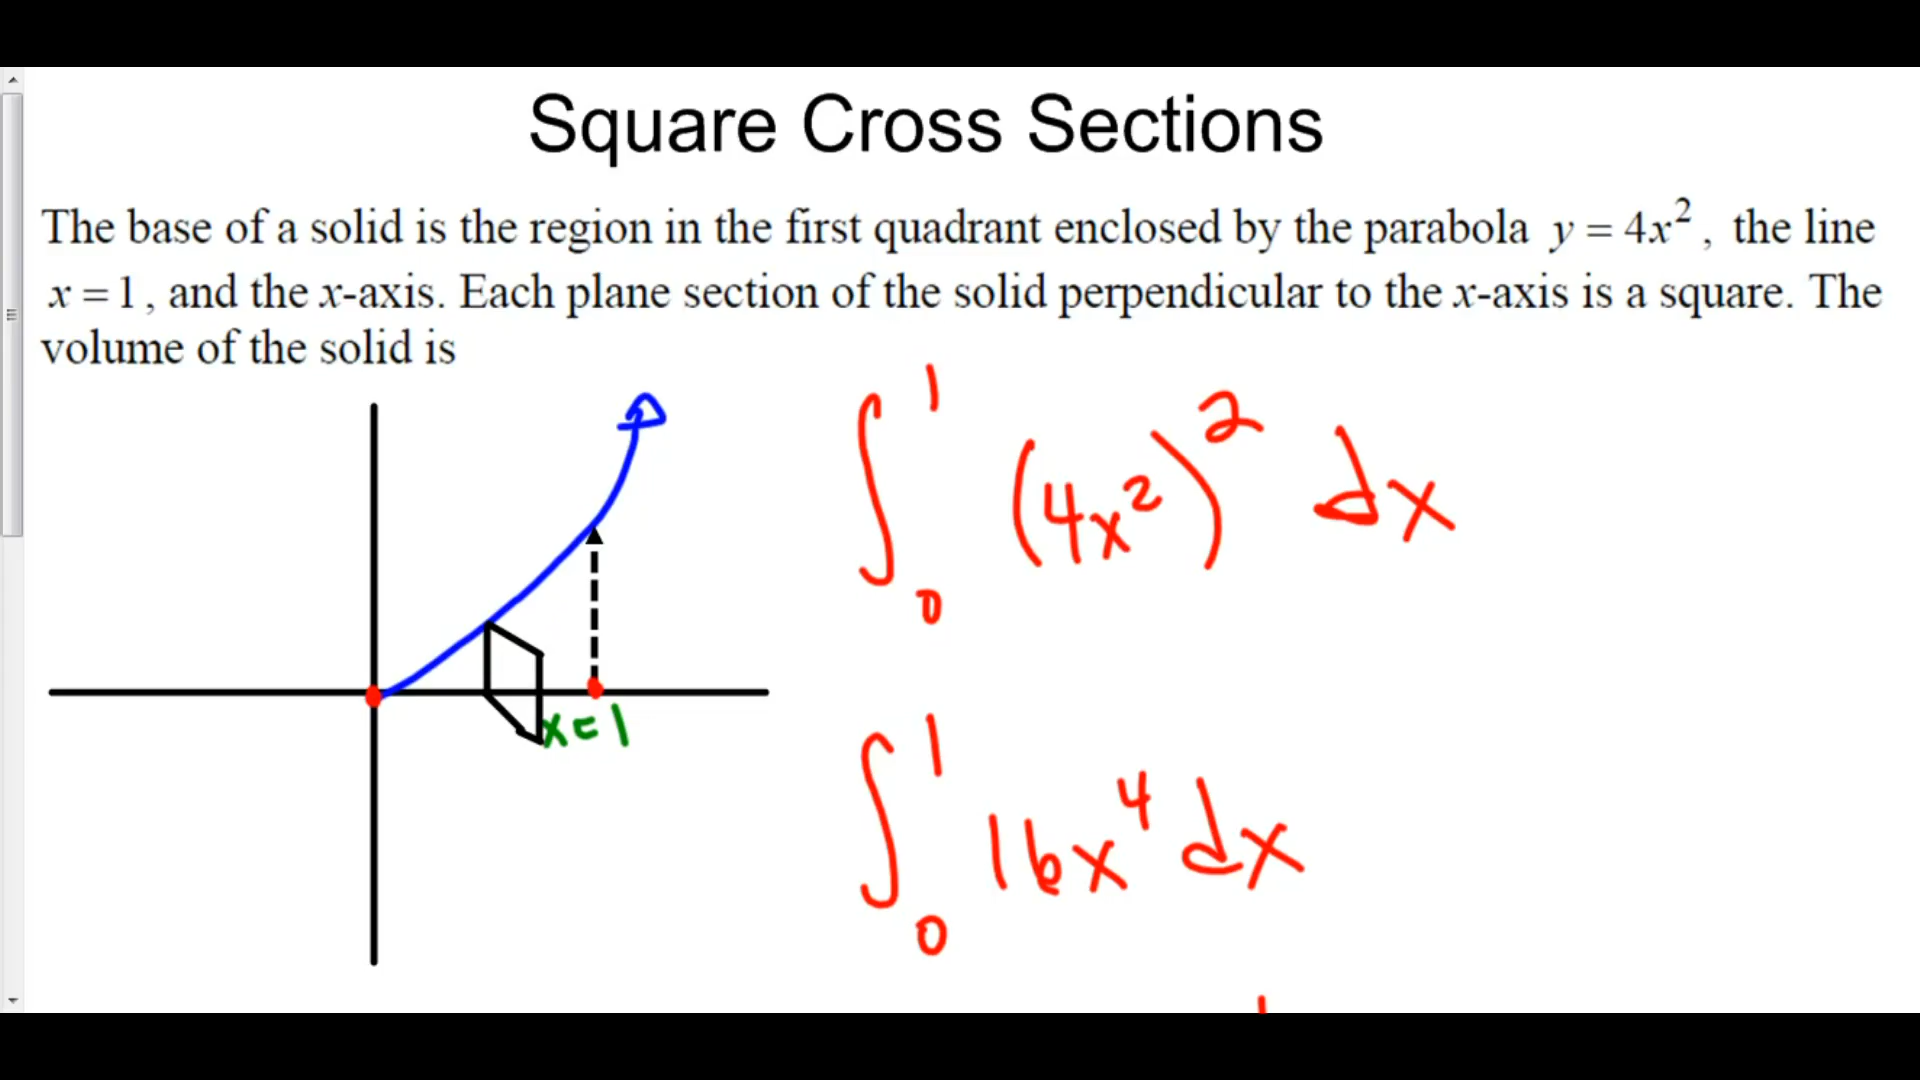 Square Cross Sections
The base of a solid is the region in the first quadrant enclosed by the parabola y = 4x², the line
x = 1, and the x-axis. Each plane section of the solid perpendicular to the x-axis is a square. The
volume of the solid is
∫₀¹ (4x²)² dx
x = 1
∫₀¹ 16x⁴ dx